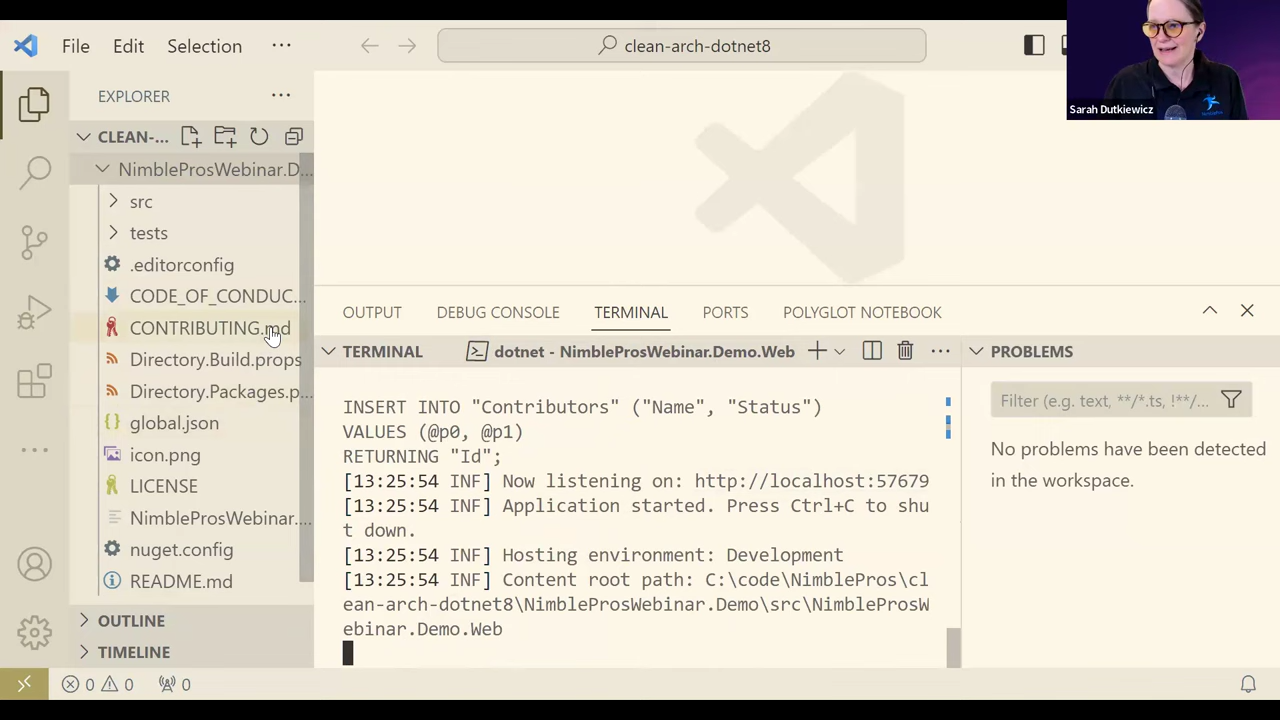 File Edit Selection ···
clean-arch-dotnet8
Sarah Dutkiewicz
EXPLORER ···
CLEAN-...
NimbleProsWebinar.D...
src
tests
.editorconfig
CODE_OF_CONDUC...
CONTRIBUTING.md
Directory.Build.props
Directory.Packages.p...
global.json
icon.png
LICENSE
NimbleProsWebinar....
nuget.config
README.md
OUTLINE
TIMELINE
OUTPUT DEBUG CONSOLE TERMINAL PORTS POLYGLOT NOTEBOOK
TERMINAL dotnet - NimbleProsWebinar.Demo.Web
INSERT INTO "Contributors" ("Name", "Status")
VALUES (@p0, @p1)
RETURNING "Id";
[13:25:54 INF] Now listening on: http://localhost:57679
[13:25:54 INF] Application started. Press Ctrl+C to shu
t down.
[13:25:54 INF] Hosting environment: Development
[13:25:54 INF] Content root path: C:\code\NimblePros\cl
ean-arch-dotnet8\NimbleProsWebinar.Demo\src\NimbleProsW
ebinar.Demo.Web
PROBLEMS
Filter (e.g. text, **/*.ts, !**/...
No problems have been detected
in the workspace.
0 0 0